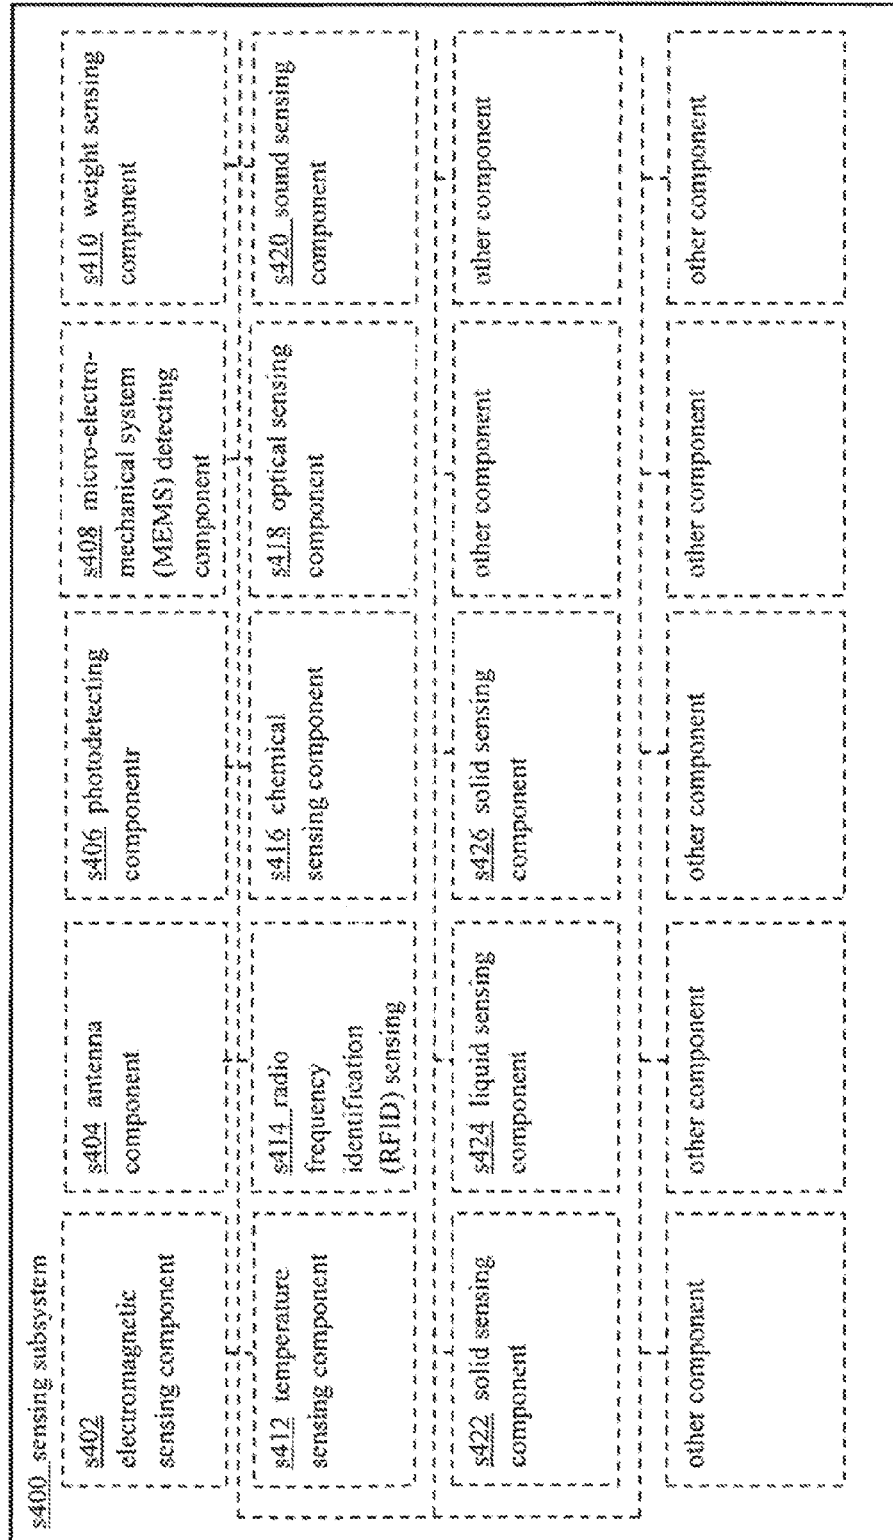 s400 sensing subsystem
s402
electromagnetic
sensing component
s404 antenna
component
s406 photodetecting
componentr
s408 micro-electro-
mechanical system
(MEMS) detecting
component
s410 weight sensing
component
s412 temperature
sensing component
s414 radio
frequency
identification
(RFID) sensing
s416 chemical
sensing component
s418 optical sensing
component
s420 sound sensing
component
s422 solid sensing
component
s424 liquid sensing
component
s426 solid sensing
component
other component
other component
other component
other component
other component
other component
other component